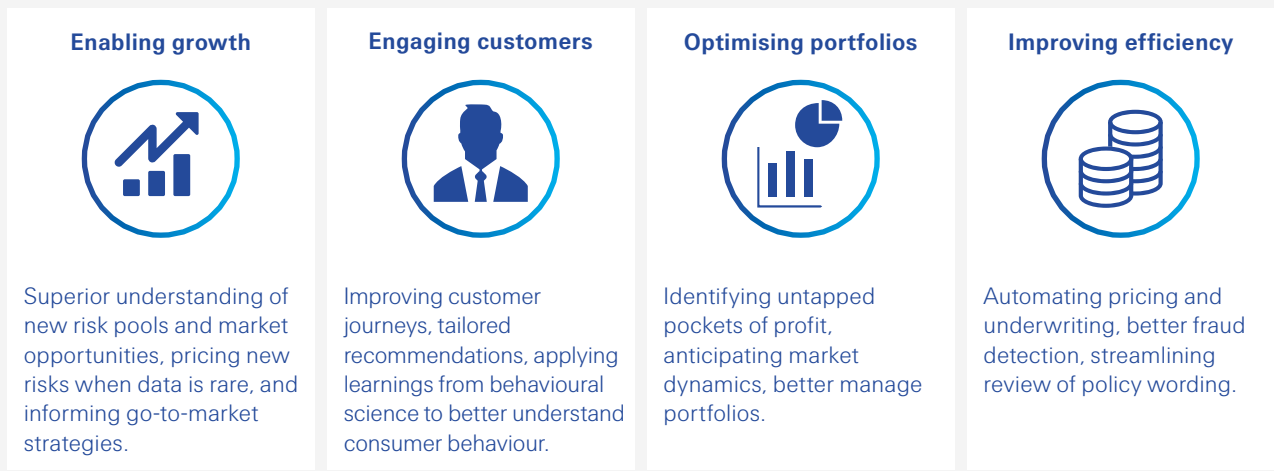 Enabling growth
Superior understanding of
new risk pools and market
opportunities, pricing new
risks when data is rare, and
informing go-to-market
strategies.
Engaging customers
Improving customer
journeys, tailored
recommendations, applying
learnings from behavioural
science to better understand
consumer behaviour.
Optimising portfolios
Identifying untapped
pockets of profit,
anticipating market
dynamics, better manage
portfolios.
Improving efficiency
Automating pricing and
underwriting, better fraud
detection, streamlining
review of policy wording.